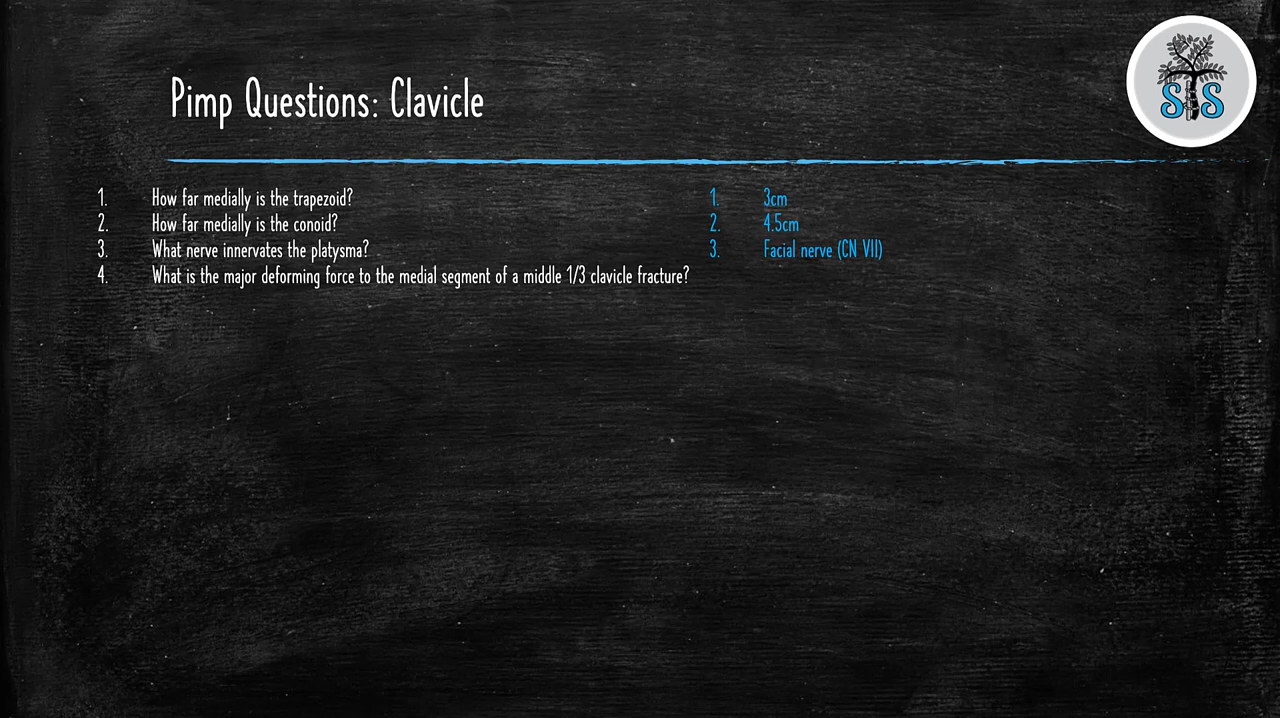 Pimp Questions: Clavicle
SIS
1. How far medially is the trapezoid?
2. How far medially is the conoid?
3. What nerve innervates the platysma?
4. What is the major deforming force to the medial segment of a middle 1/3 clavicle fracture?
1. 3cm
2. 4.5cm
3. Facial nerve (CN VII)